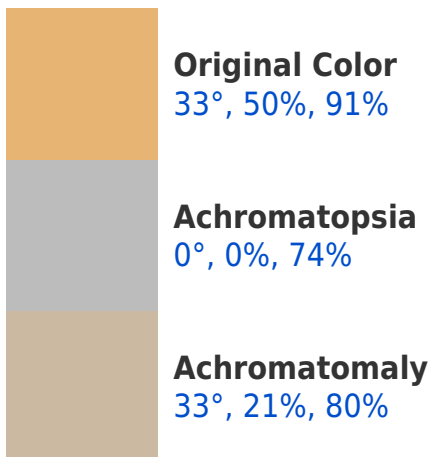 Original Color
33°, 50%, 91%
Achromatopsia
0°, 0%, 74%
Achromatomaly
33°, 21%, 80%